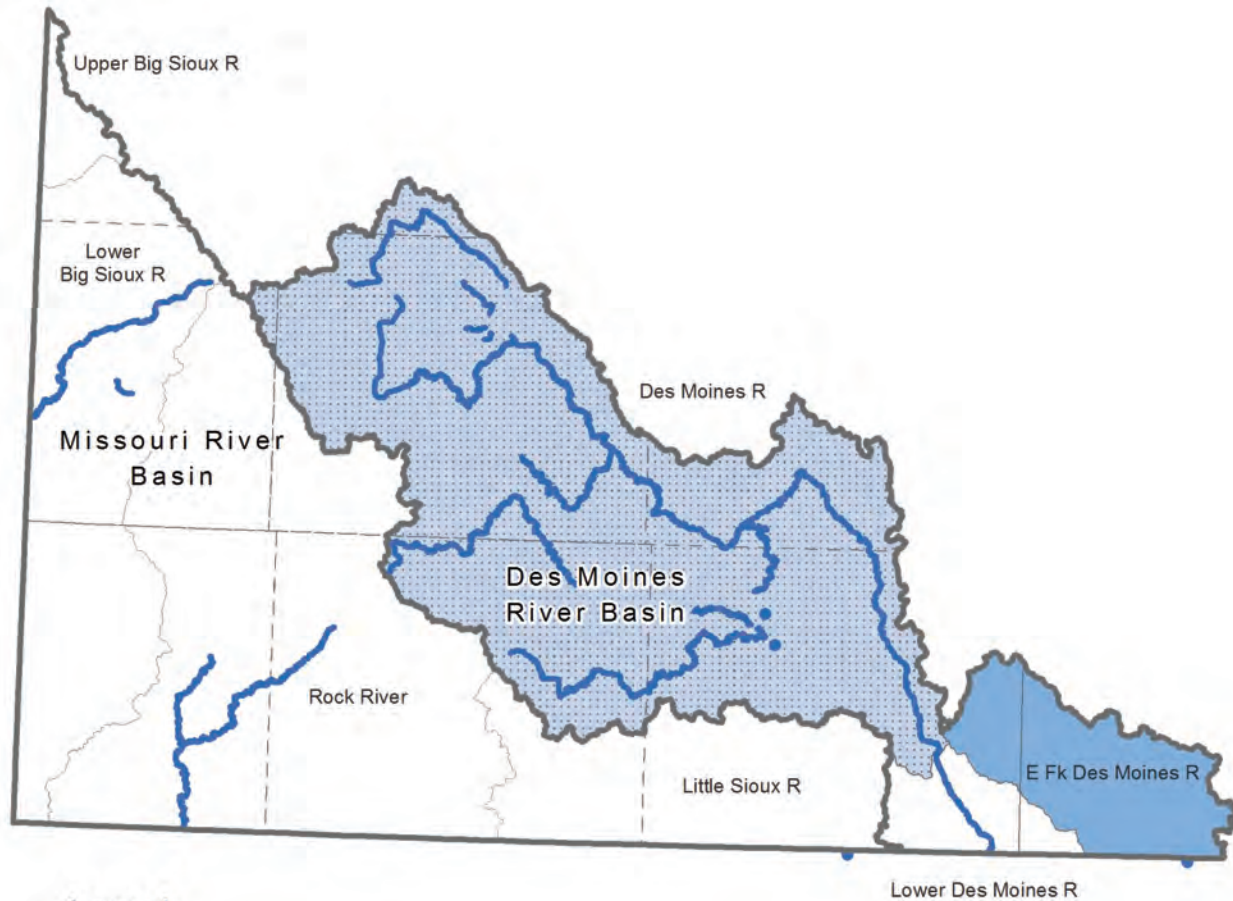 Upper Big Sioux R
Lower
Big Sioux R
Des Moines R
Missouri River
Basin
Des Moines
River Basin
Rock River
E Fk Des Moines R
Little Sioux R
Lower Des Moines R